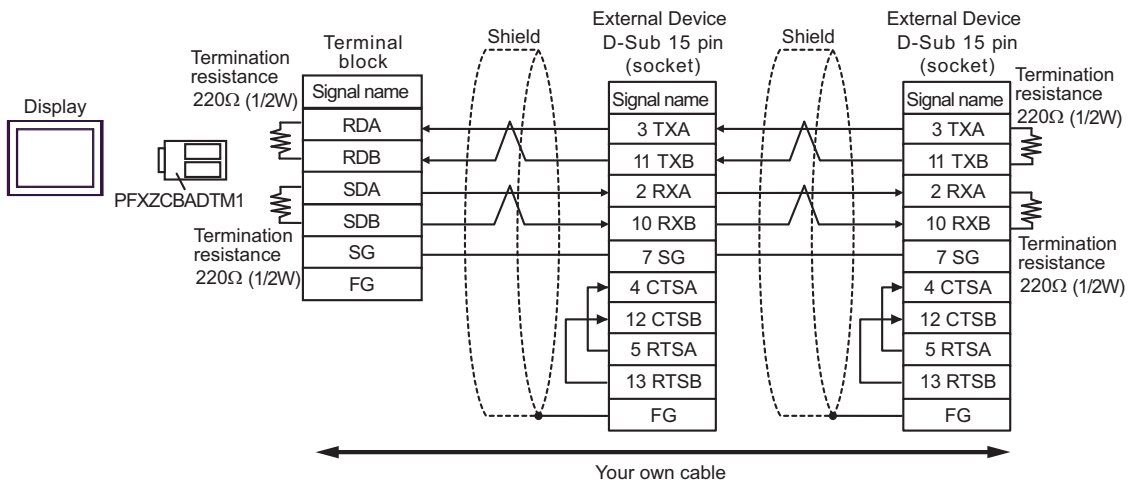 Display
PFXZCBADTM1
Termination
resistance
220Ω (1/2W)
Termination
resistance
220Ω (1/2W)
Terminal
block
Signal name
RDA
RDB
SDA
SDB
SG
FG
Shield
External Device
D-Sub 15 pin
(socket)
Signal name
3 TXA
11 TXB
2 RXA
10 RXB
7 SG
4 CTSA
12 CTSB
5 RTSA
13 RTSB
FG
Shield
External Device
D-Sub 15 pin
(socket)
Signal name
3 TXA
11 TXB
2 RXA
10 RXB
7 SG
4 CTSA
12 CTSB
5 RTSA
13 RTSB
FG
Termination
resistance
220Ω (1/2W)
Termination
resistance
220Ω (1/2W)
Your own cable